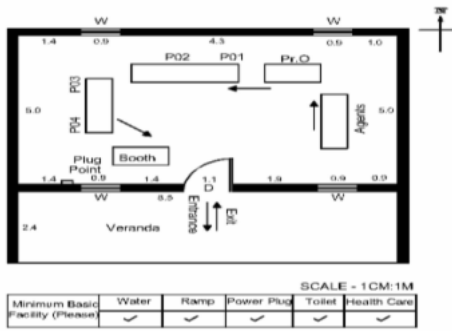 W W
1.4 0.9 4.3 0.9 1.0
P02 P01 Pr.O
P03
5.0 5.0
P04 Agents
Plug Booth
Point
1.4 0.9 1.4 1.1 1.9 0.9 0.9
W 8.5 D W
Entrance Exit
2.4 Veranda
SCALE - 1CM:1M
Minimum Basic Water Ramp Power Plug Toilet Health Care
Facility (Please)